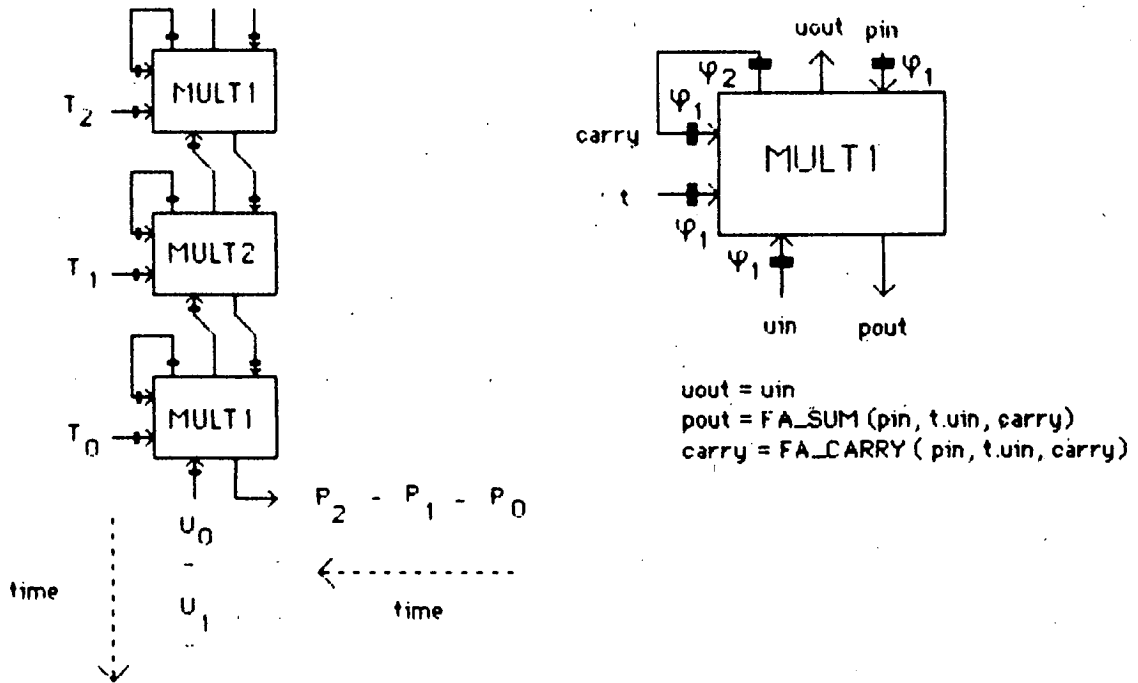 MULT1
T2
MULT2
T1
MULT1
T0
P2 - P1 - P0
U0
-
U1
..
time
time
uout pin
φ2 φ1
φ1
carry
MULT1
t
φ1
φ1
uin pout
uout = uin
pout = FA_SUM (pin, t.uin, carry)
carry = FA_CARRY ( pin, t.uin, carry)